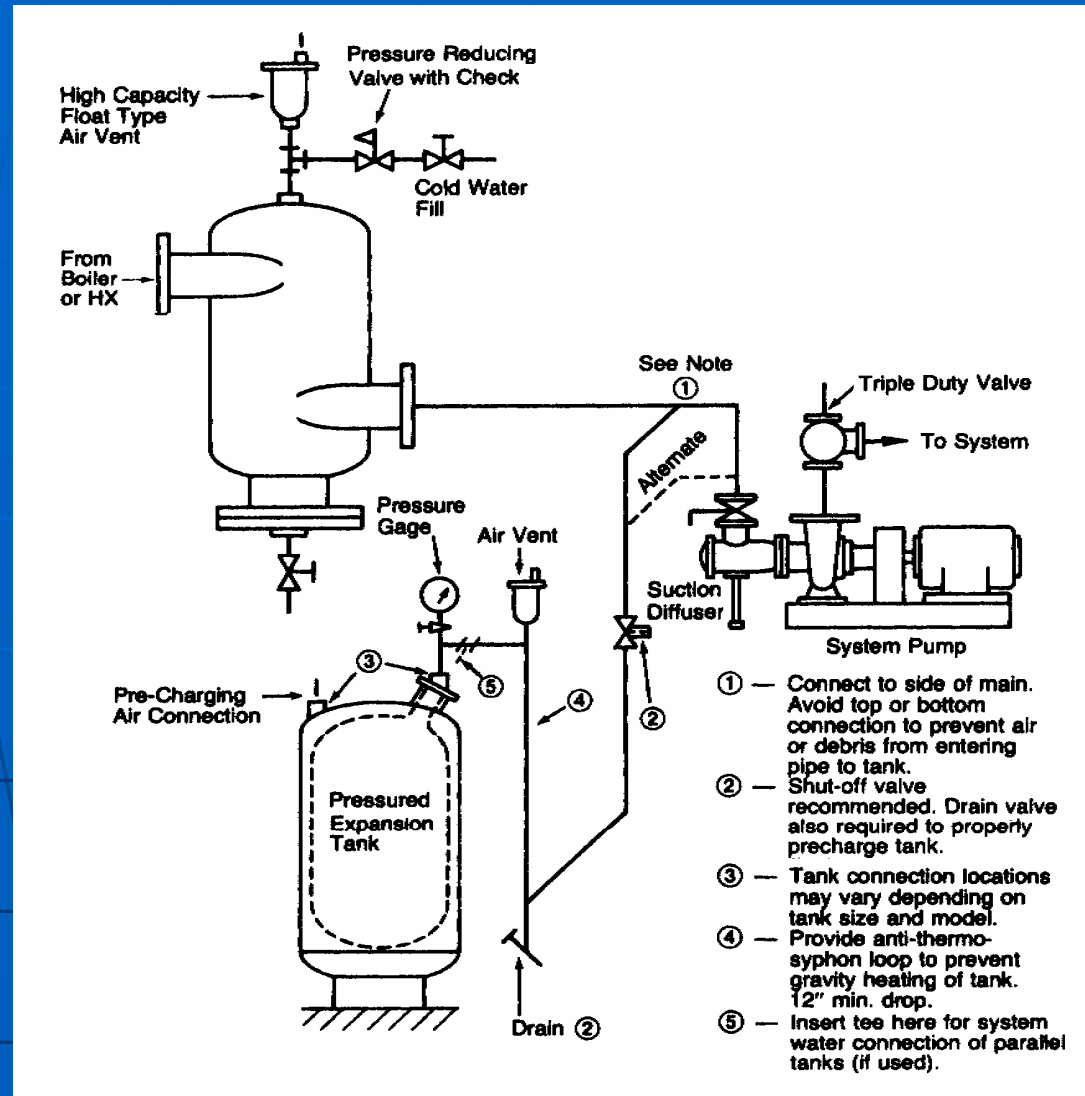 Pressure Reducing
Valve with Check
High Capacity
Float Type
Air Vent
Cold Water
Fill
From
Boiler
or HX
See Note
①
Triple Duty Valve
To System
Alternate
Pressure
Gage
Air Vent
Suction
Diffuser
System Pump
③
⑤
④
②
Pre-Charging
Air Connection
Pressured
Expansion
Tank
Drain ②
① — Connect to side of main.
Avoid top or bottom
connection to prevent air
or debris from entering
pipe to tank.
② — Shut-off valve
recommended. Drain valve
also required to properly
precharge tank.
③ — Tank connection locations
may vary depending on
tank size and model.
④ — Provide anti-thermo-
syphon loop to prevent
gravity heating of tank.
12" min. drop.
⑤ — Insert tee here for system
water connection of parallel
tanks (if used).